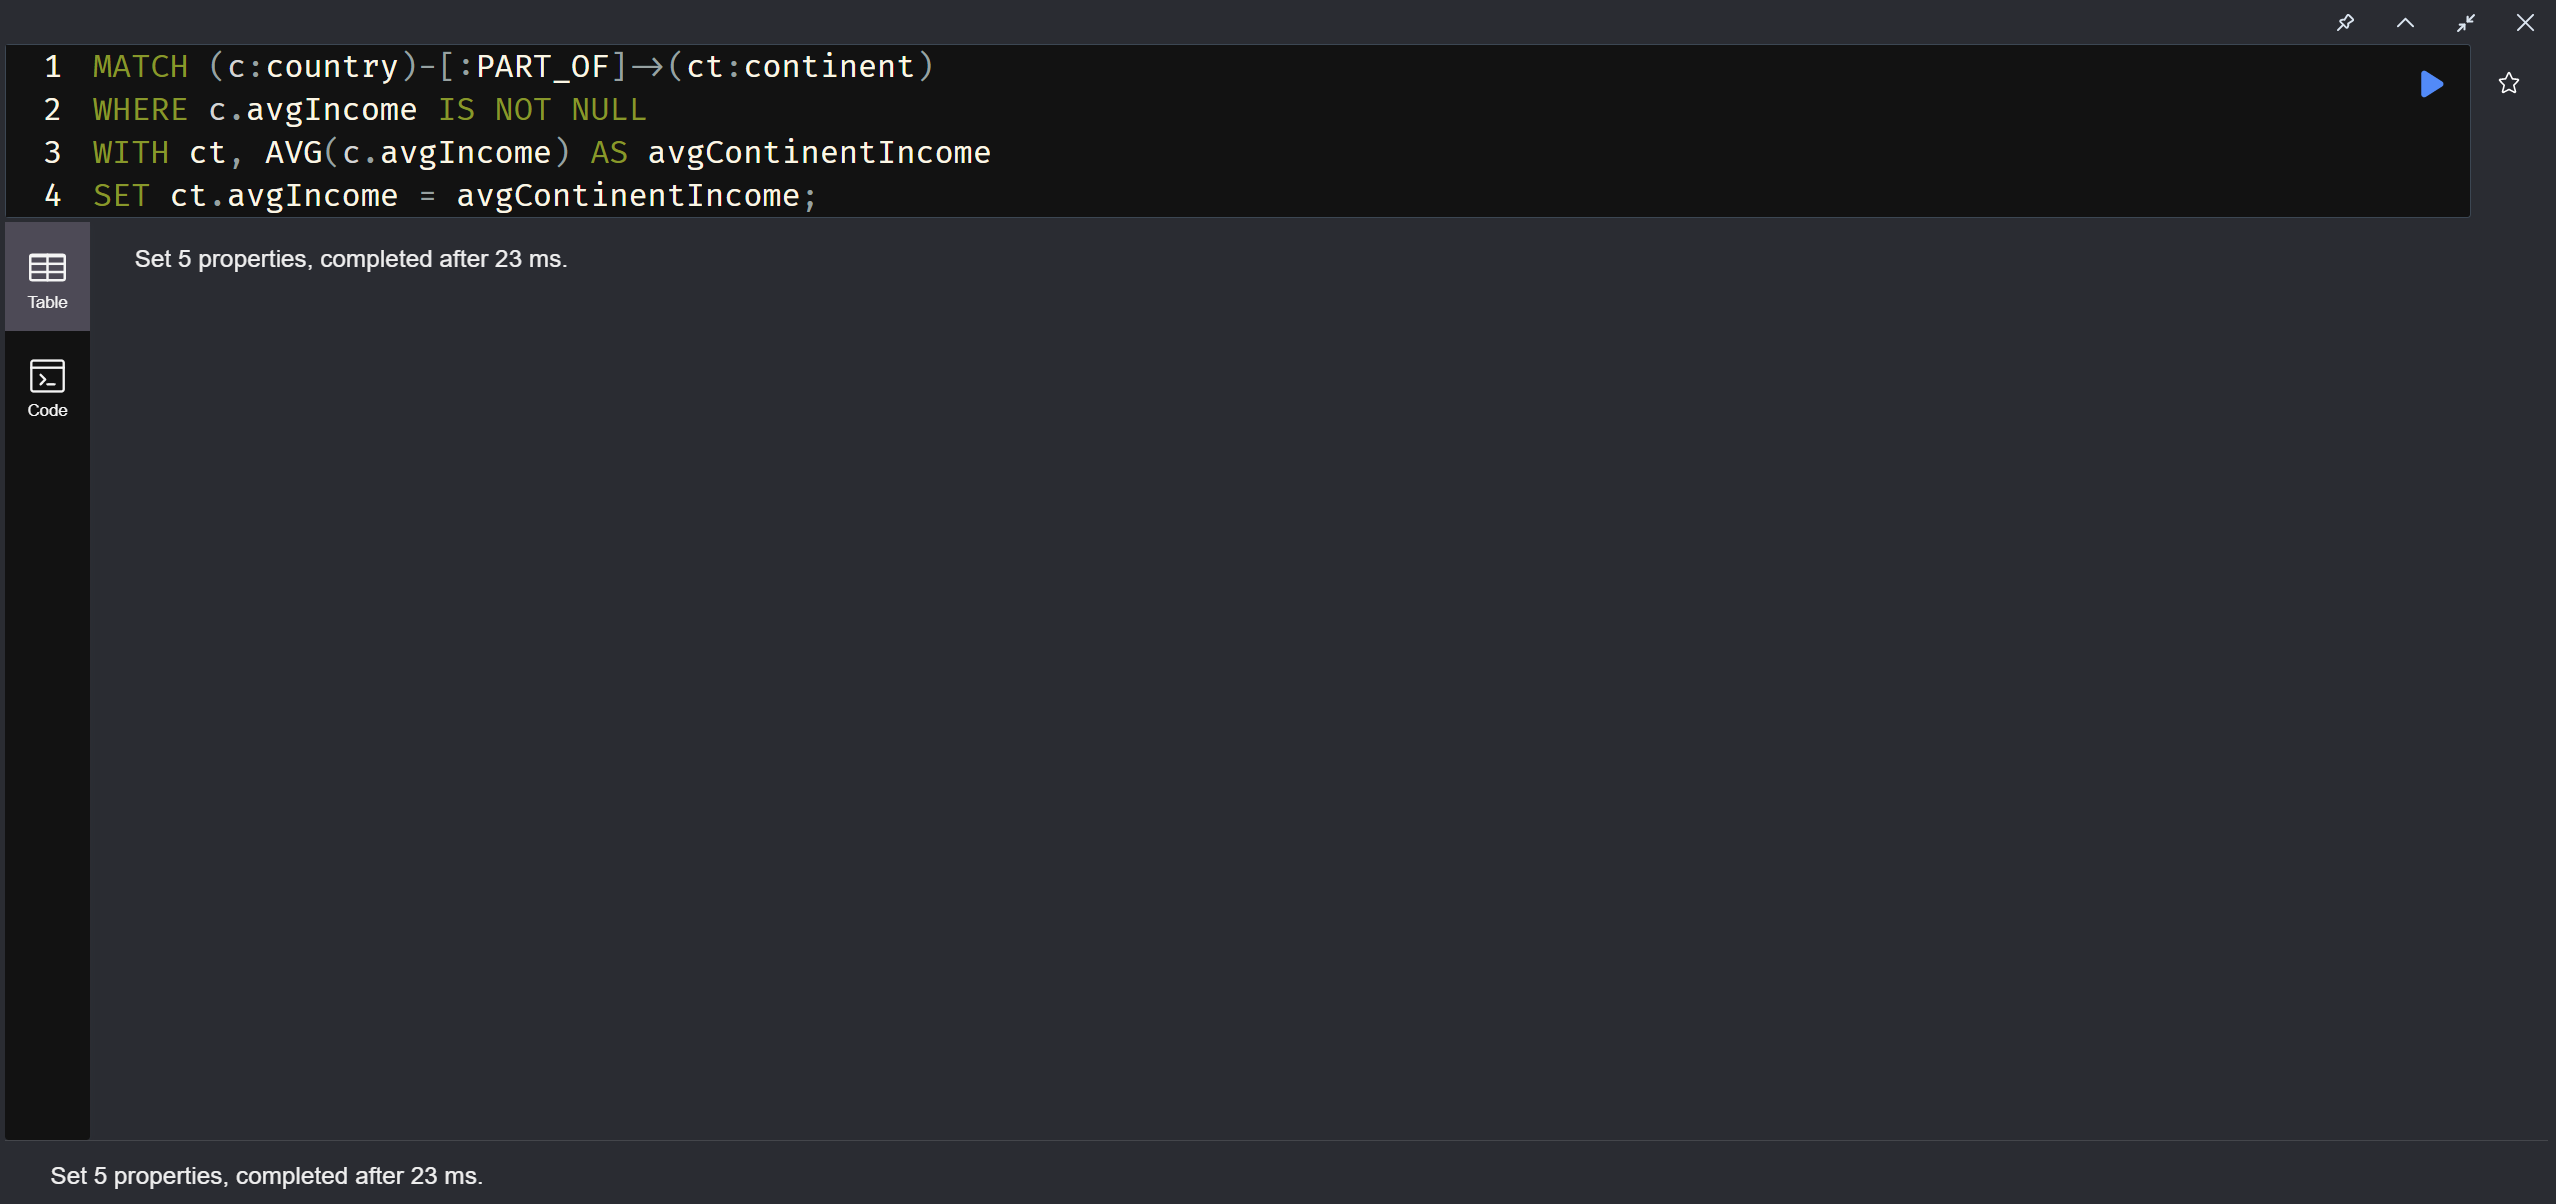 1 MATCH (c:country)-[:PART_OF]->(ct:continent)
2 WHERE c.avgIncome IS NOT NULL
3 WITH ct, AVG(c.avgIncome) AS avgContinentIncome
4 SET ct.avgIncome = avgContinentIncome;
Set 5 properties, completed after 23 ms.
Table
Code
Set 5 properties, completed after 23 ms.